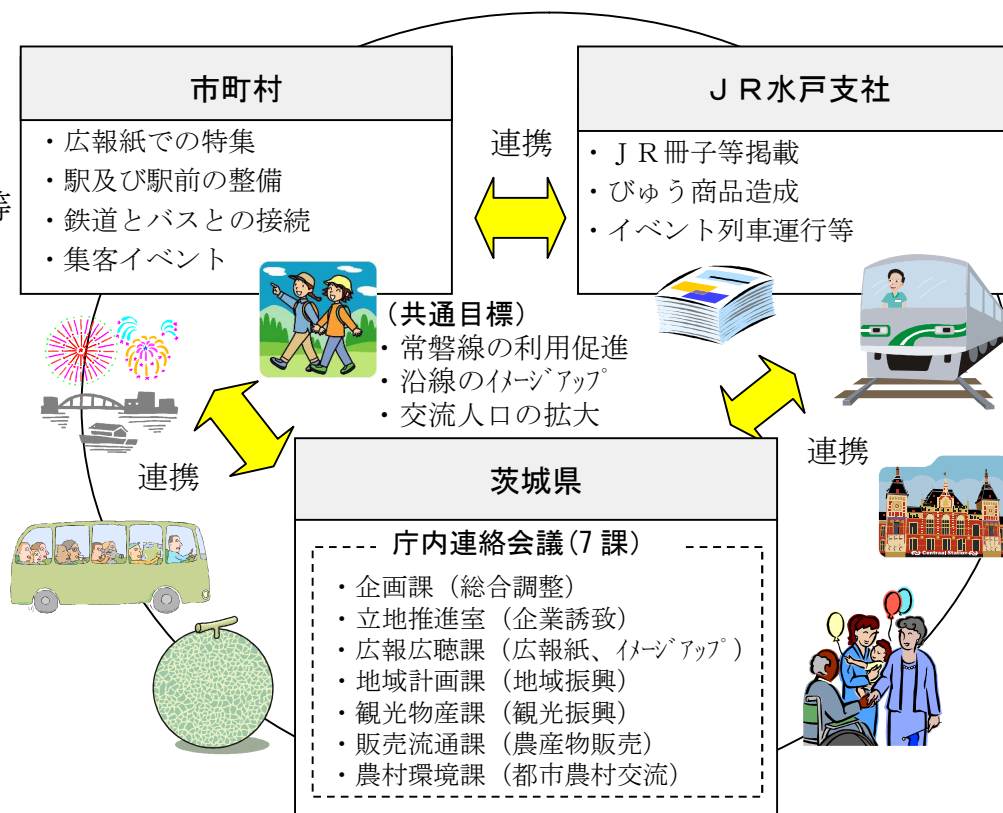 市町村
・広報紙での特集
・駅及び駅前の整備
・鉄道とバスとの接続
・集客イベント
等
連携
ＪＲ水戸支社
・ＪＲ冊子等掲載
・びゅう商品造成
・イベント列車運行等
(共通目標)
・常磐線の利用促進
・沿線のｲﾒｰｼﾞｱｯﾌﾟ
・交流人口の拡大
連携
連携
茨城県
庁内連絡会議(7課)
・企画課（総合調整）
・立地推進室（企業誘致）
・広報広聴課（広報紙、ｲﾒｰｼﾞｱｯﾌﾟ）
・地域計画課（地域振興）
・観光物産課（観光振興）
・販売流通課（農産物販売）
・農村環境課（都市農村交流）
Centraal Station